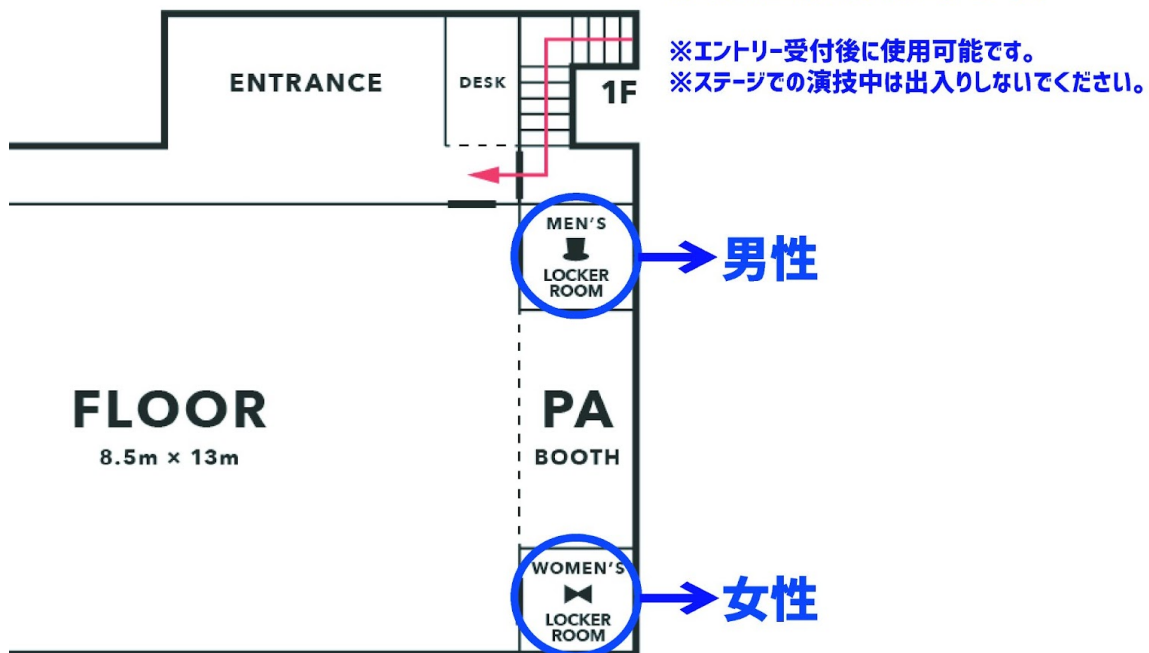 ※エントリー受付後に使用可能です。
※ステージでの演技中は出入りしないでください。
ENTRANCE
DESK
1F
MEN'S
LOCKER
ROOM
男性
FLOOR
8.5m × 13m
PA
BOOTH
WOMEN'S
LOCKER
ROOM
女性